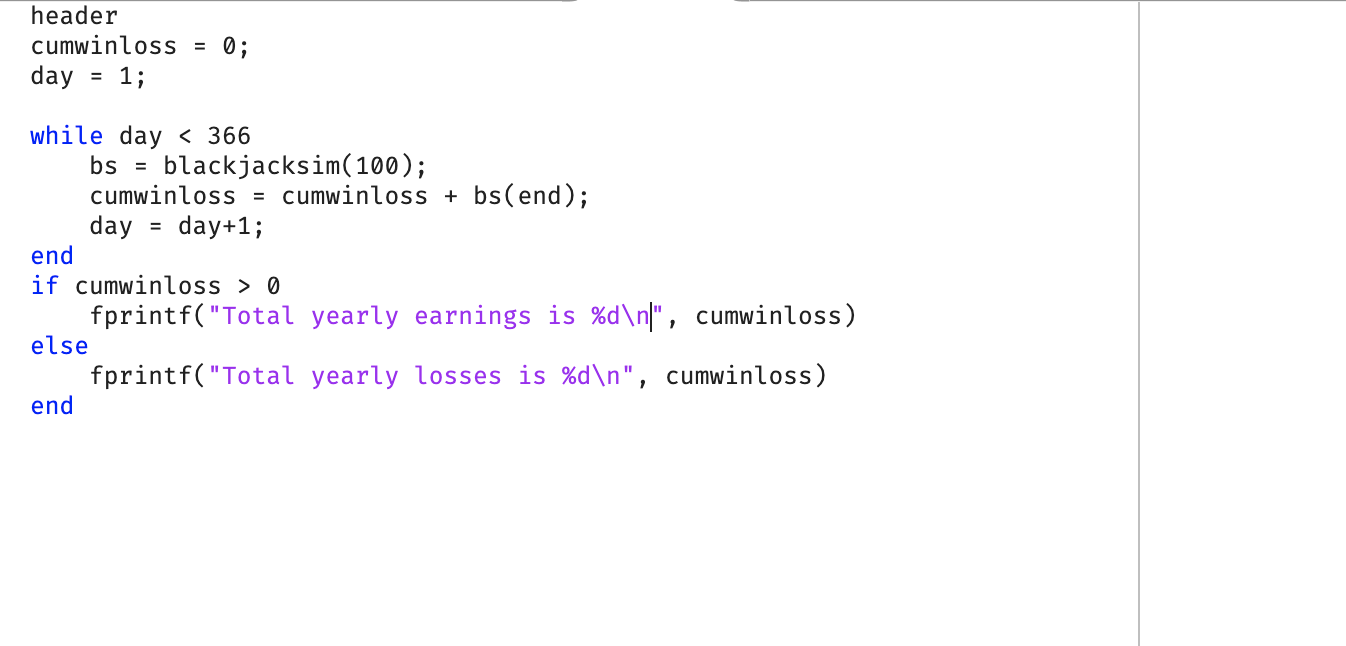 header
cumwinloss = 0;
day = 1;
while day < 366
bs = blackjacksim(100);
cumwinloss = cumwinloss + bs(end);
day = day+1;
end
if cumwinloss > 0
fprintf("Total yearly earnings is %d\n", cumwinloss)
else
fprintf("Total yearly losses is %d\n", cumwinloss)
end